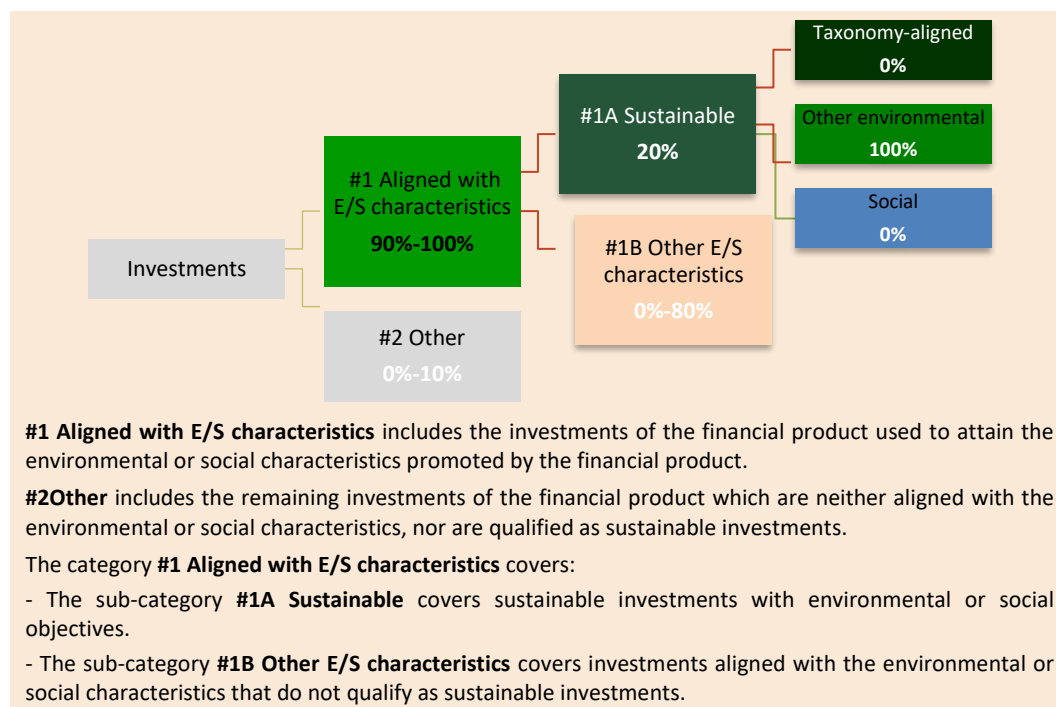 Taxonomy-aligned
0%
#1A Sustainable
20%
Other environmental
100%
#1 Aligned with
E/S characteristics
90%-100%
Social
0%
Investments
#1B Other E/S
characteristics
0%-80%
#2 Other
0%-10%
#1 Aligned with E/S characteristics includes the investments of the financial product used to attain the
environmental or social characteristics promoted by the financial product.
#2Other includes the remaining investments of the financial product which are neither aligned with the
environmental or social characteristics, nor are qualified as sustainable investments.
The category #1 Aligned with E/S characteristics covers:
- The sub-category #1A Sustainable covers sustainable investments with environmental or social
objectives.
- The sub-category #1B Other E/S characteristics covers investments aligned with the environmental or
social characteristics that do not qualify as sustainable investments.